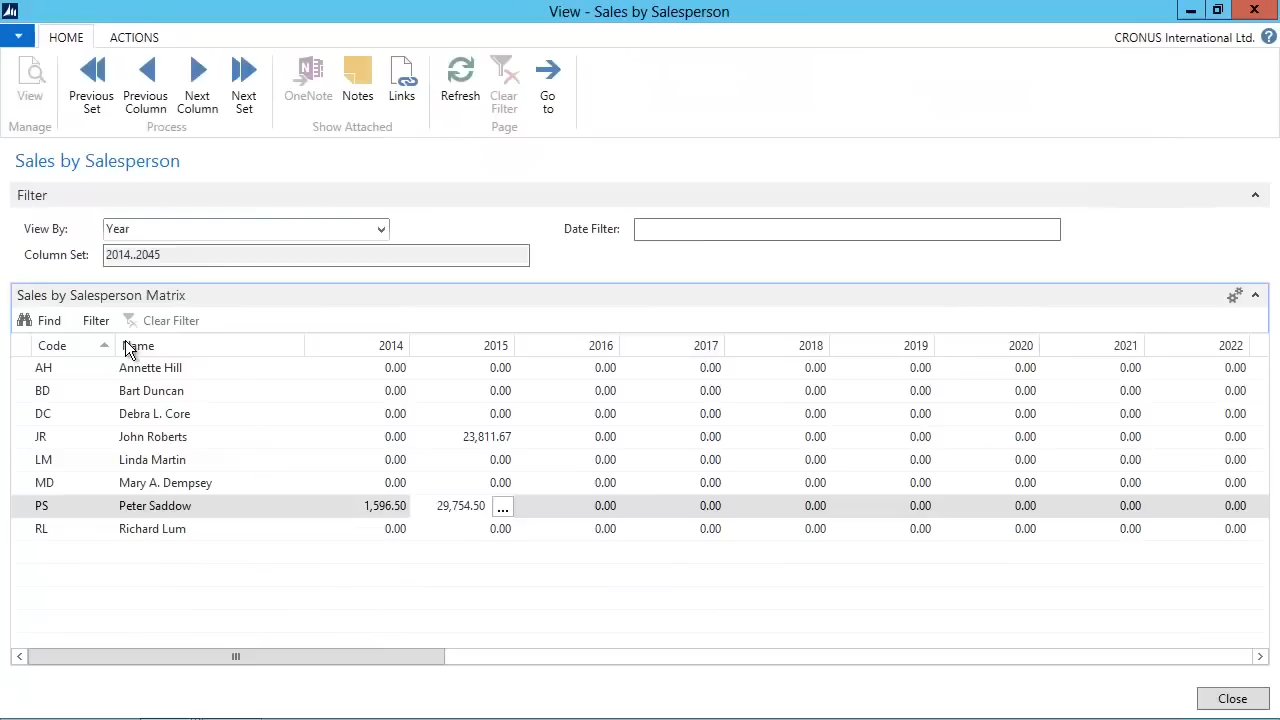 View - Sales by Salesperson
HOME ACTIONS
CRONUS International Ltd.
View
Previous Set
Previous Column
Next Column
Next Set
OneNote
Notes
Links
Refresh
Clear Filter
Go to
Manage
Process
Show Attached
Page
Sales by Salesperson
Filter
View By: Year
Date Filter:
Column Set: 2014..2045
Sales by Salesperson Matrix
Find Filter Clear Filter
Code Name 2014 2015 2016 2017 2018 2019 2020 2021 2022
AH Annette Hill 0.00 0.00 0.00 0.00 0.00 0.00 0.00 0.00 0.00
BD Bart Duncan 0.00 0.00 0.00 0.00 0.00 0.00 0.00 0.00 0.00
DC Debra L. Core 0.00 0.00 0.00 0.00 0.00 0.00 0.00 0.00 0.00
JR John Roberts 0.00 23,811.67 0.00 0.00 0.00 0.00 0.00 0.00 0.00
LM Linda Martin 0.00 0.00 0.00 0.00 0.00 0.00 0.00 0.00 0.00
MD Mary A. Dempsey 0.00 0.00 0.00 0.00 0.00 0.00 0.00 0.00 0.00
PS Peter Saddow 1,596.50 29,754.50 ... 0.00 0.00 0.00 0.00 0.00 0.00 0.00
RL Richard Lum 0.00 0.00 0.00 0.00 0.00 0.00 0.00 0.00 0.00
Close